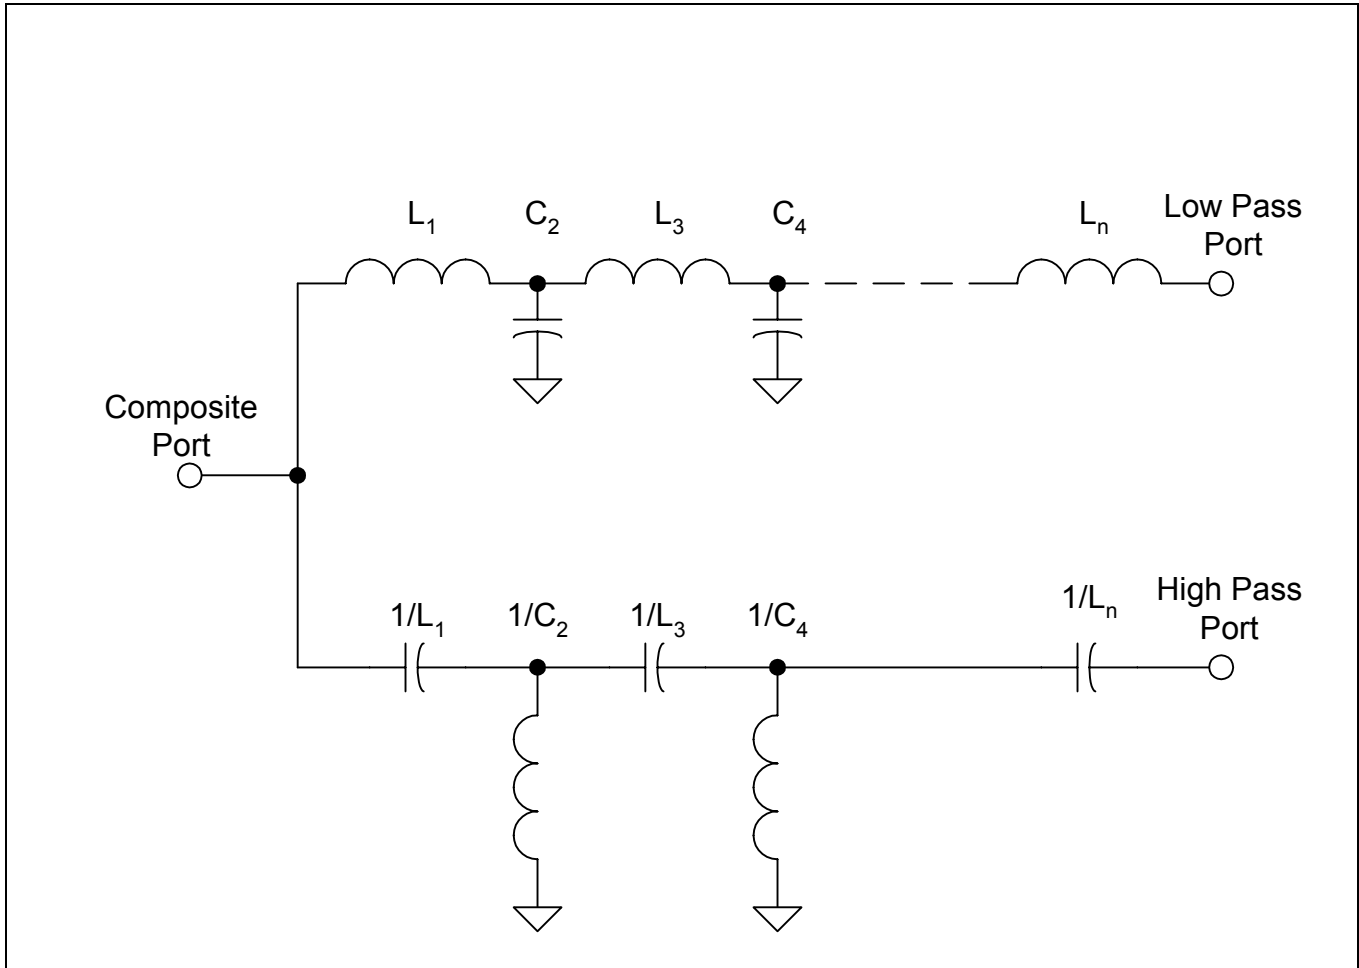 L₁ C₂ L₃ C₄ Lₙ Low Pass
Port
Composite
Port
1/L₁ 1/C₂ 1/L₃ 1/C₄ 1/Lₙ High Pass
Port